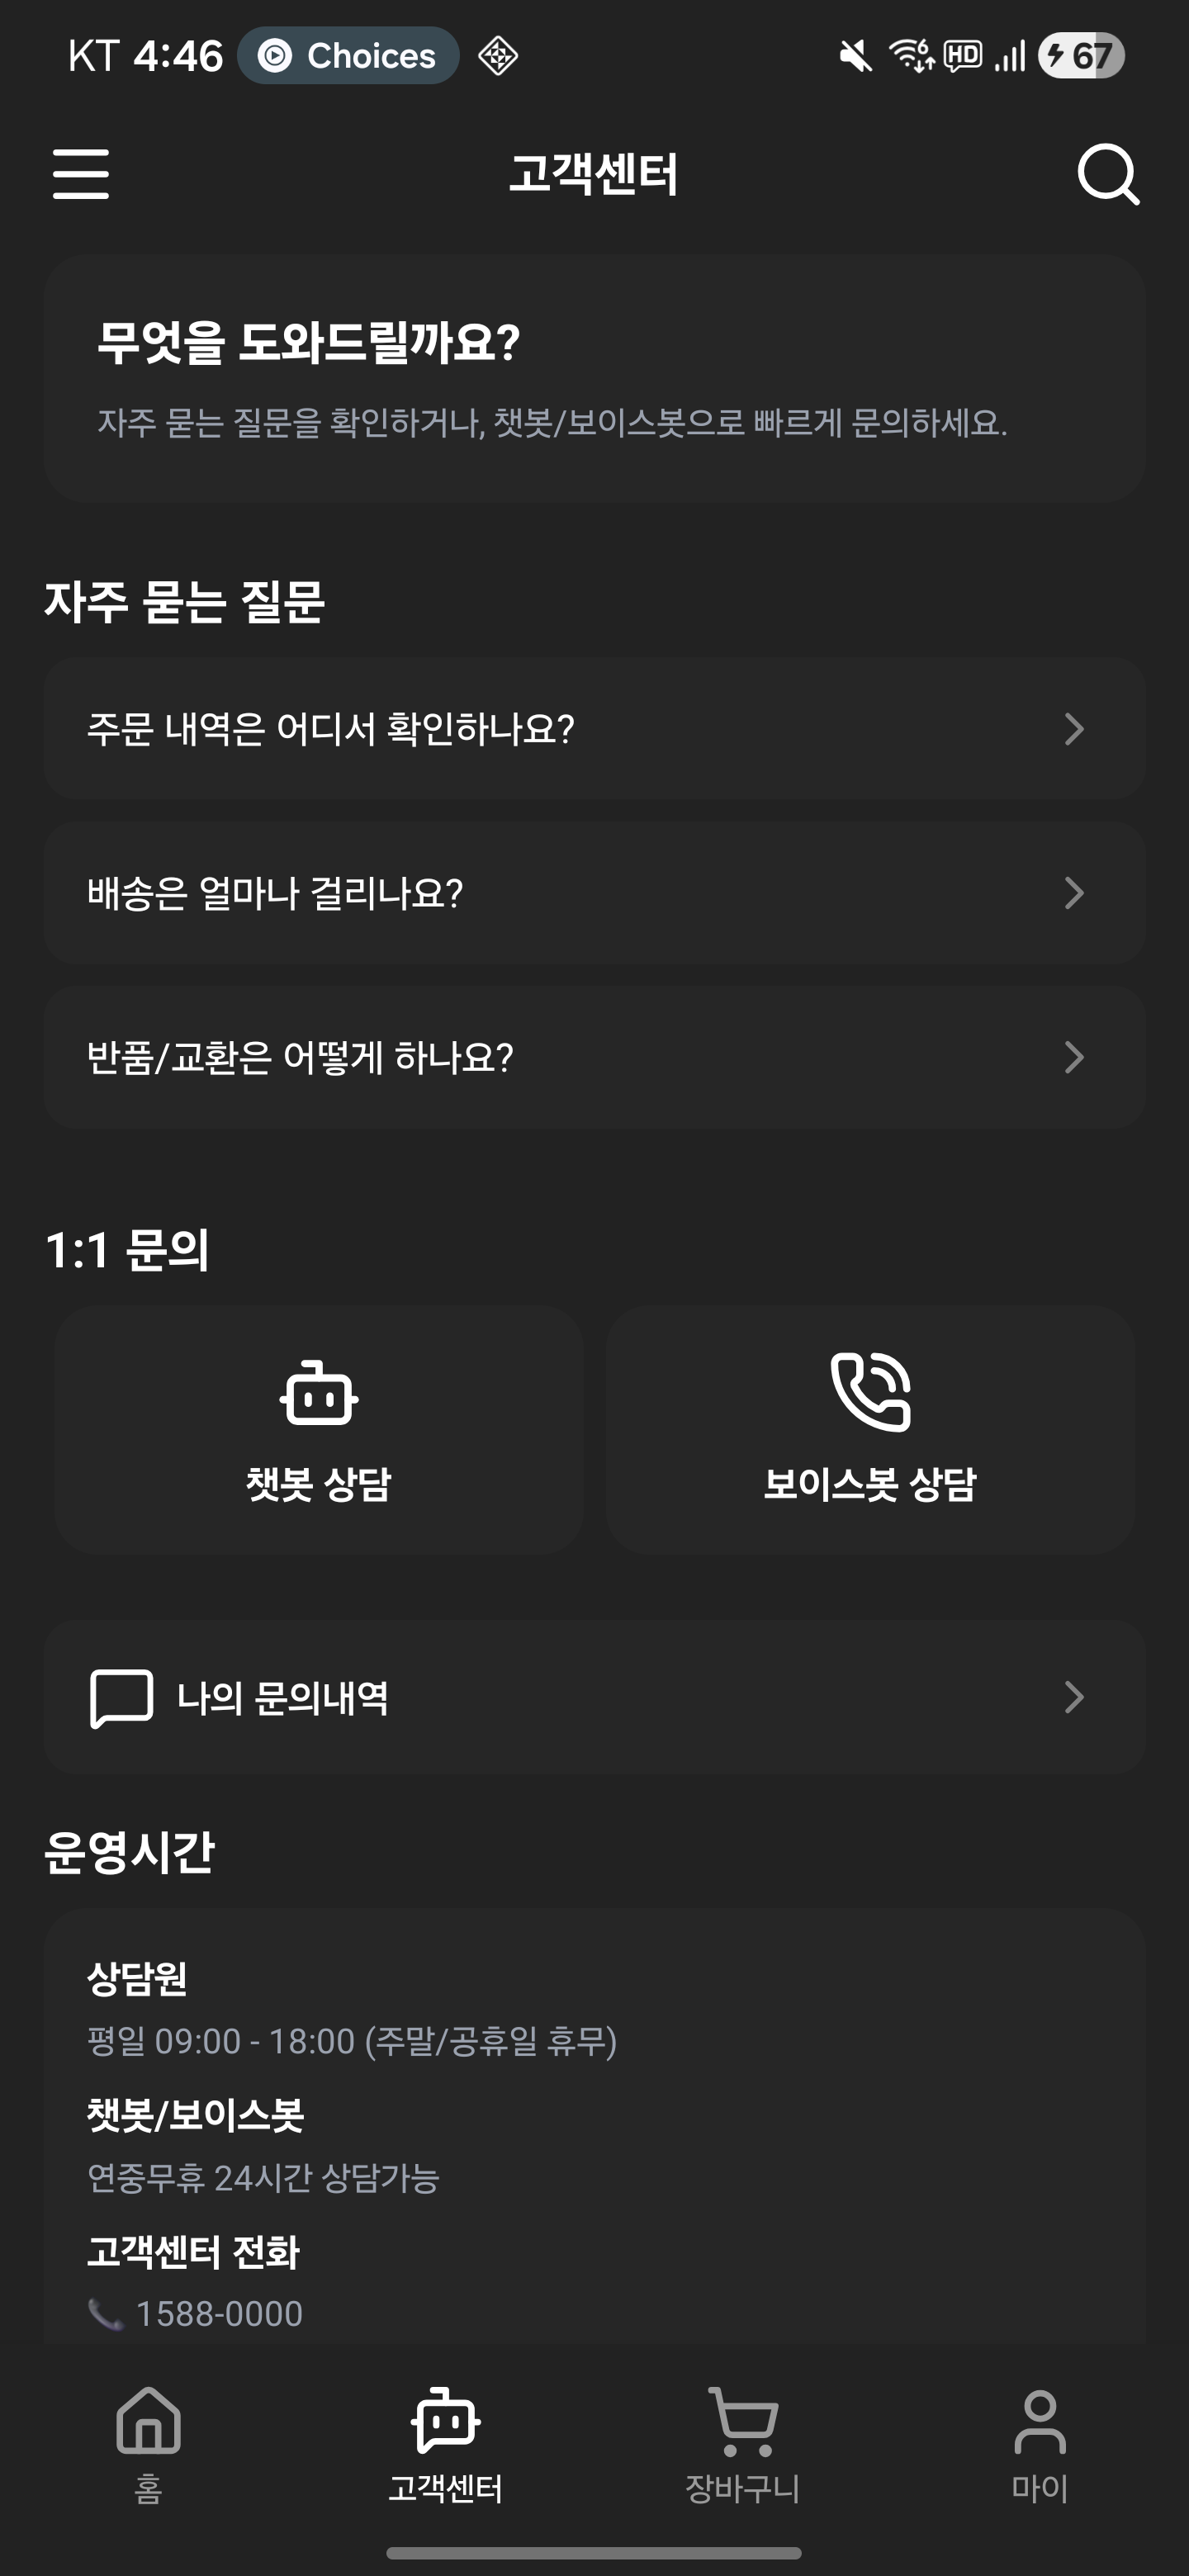 KT 4:46 Choices HD 67
고객센터
무엇을 도와드릴까요?
자주 묻는 질문을 확인하거나, 챗봇/보이스봇으로 빠르게 문의하세요.
자주 묻는 질문
주문 내역은 어디서 확인하나요?
배송은 얼마나 걸리나요?
반품/교환은 어떻게 하나요?
1:1 문의
챗봇 상담 보이스봇 상담
나의 문의내역
운영시간
상담원
평일 09:00 - 18:00 (주말/공휴일 휴무)
챗봇/보이스봇
연중무휴 24시간 상담가능
고객센터 전화
📞 1588-0000
홈 고객센터 장바구니 마이